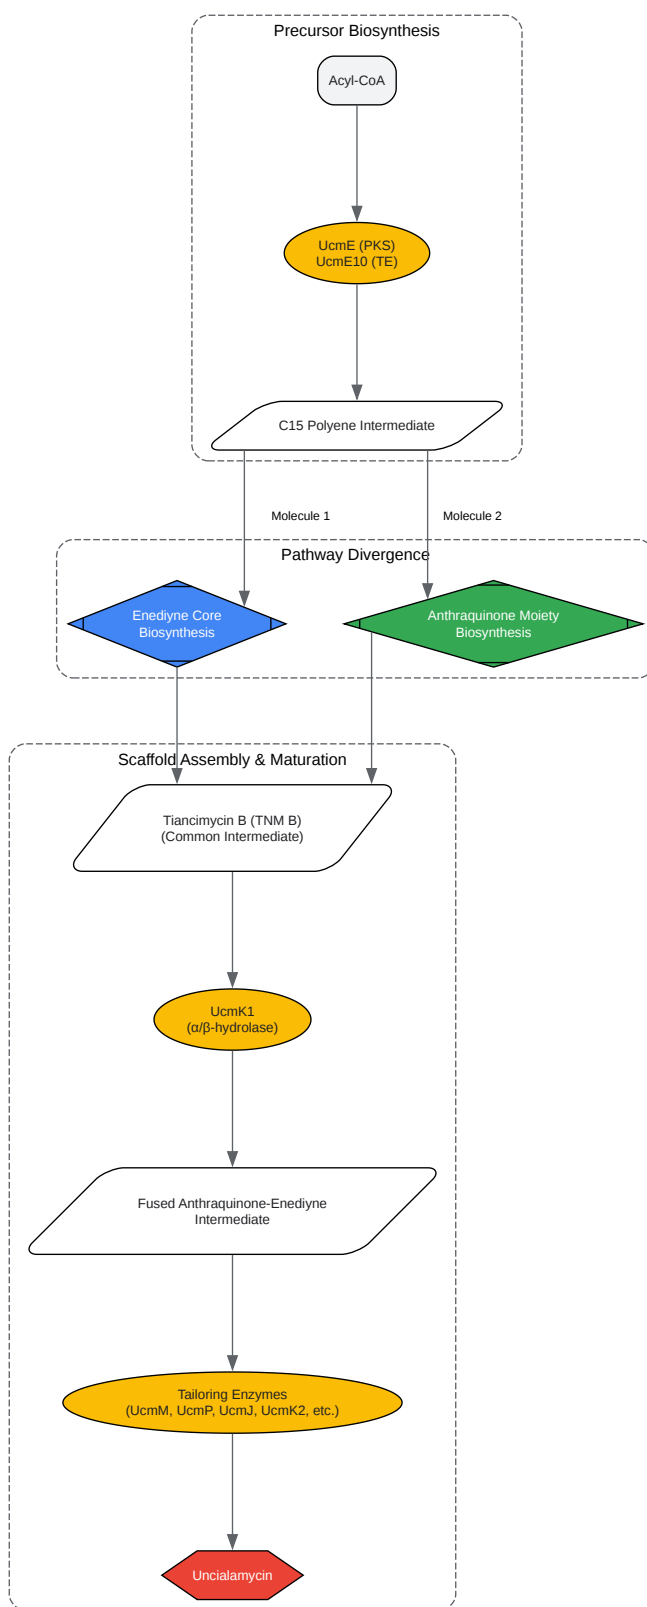 Precursor Biosynthesis
Acyl-CoA
UcmE (PKS)
UcmE10 (TE)
C15 Polyene Intermediate
Molecule 1
Molecule 2
Pathway Divergence
Enediyne Core
Biosynthesis
Anthraquinone Moiety
Biosynthesis
Scaffold Assembly & Maturation
Tiancimycin B (TNM B)
(Common Intermediate)
UcmK1
(α/β-hydrolase)
Fused Anthraquinone-Enediyne
Intermediate
Tailoring Enzymes
(UcmM, UcmP, UcmJ, UcmK2, etc.)
Uncialamycin